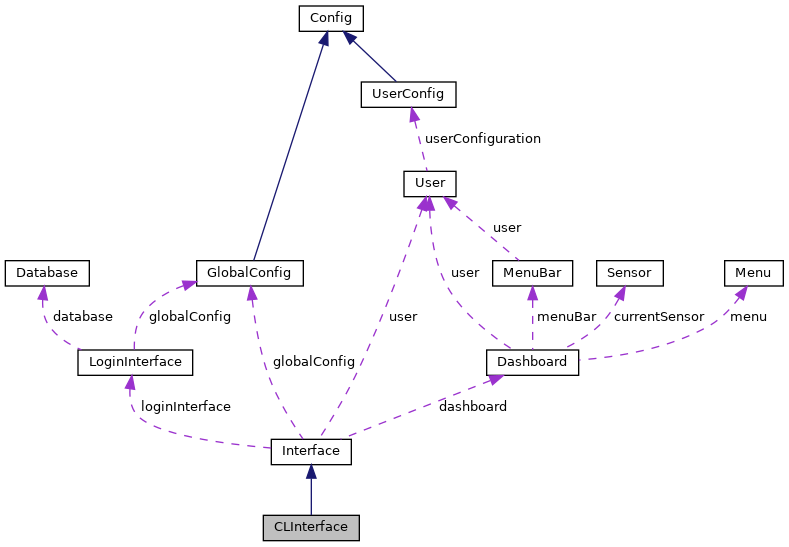 Config
UserConfig
userConfiguration
User
user
Database
GlobalConfig
user
MenuBar
Sensor
Menu
database
globalConfig
user
menuBar
currentSensor
menu
LoginInterface
globalConfig
Dashboard
loginInterface
dashboard
Interface
CLInterface